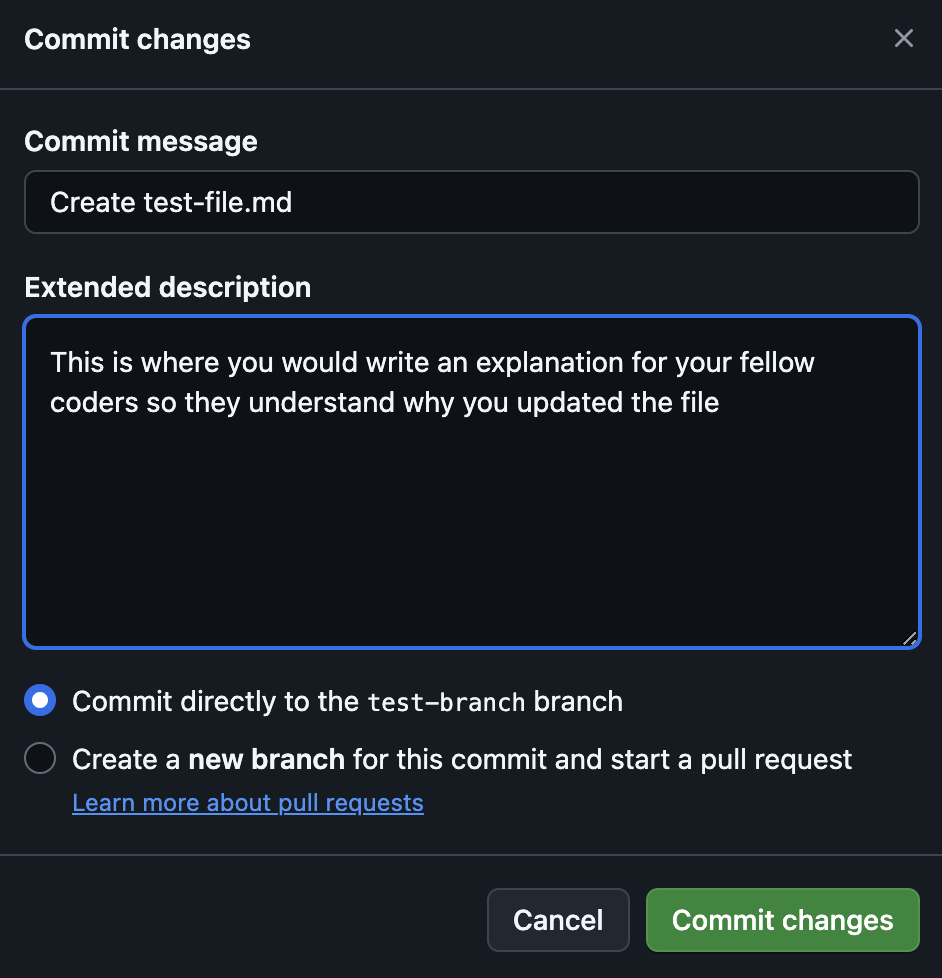 Commit changes
Commit message
Create test-file.md
Extended description
This is where you would write an explanation for your fellow
coders so they understand why you updated the file
Commit directly to the test-branch branch
Create a new branch for this commit and start a pull request
Learn more about pull requests
Cancel
Commit changes